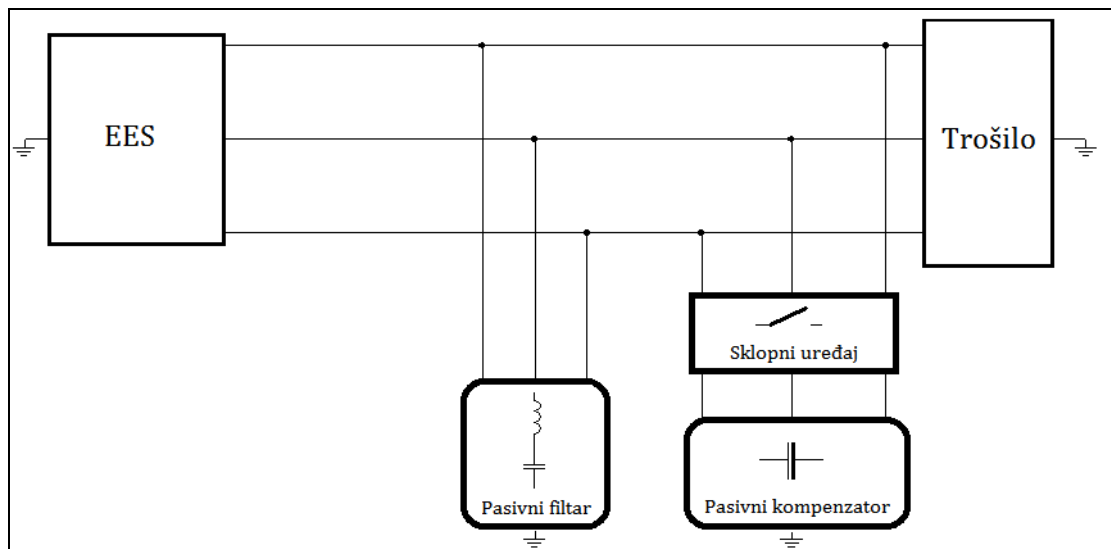 EES
Trošilo
Sklopni uređaj
Pasivni filtar
Pasivni kompenzator